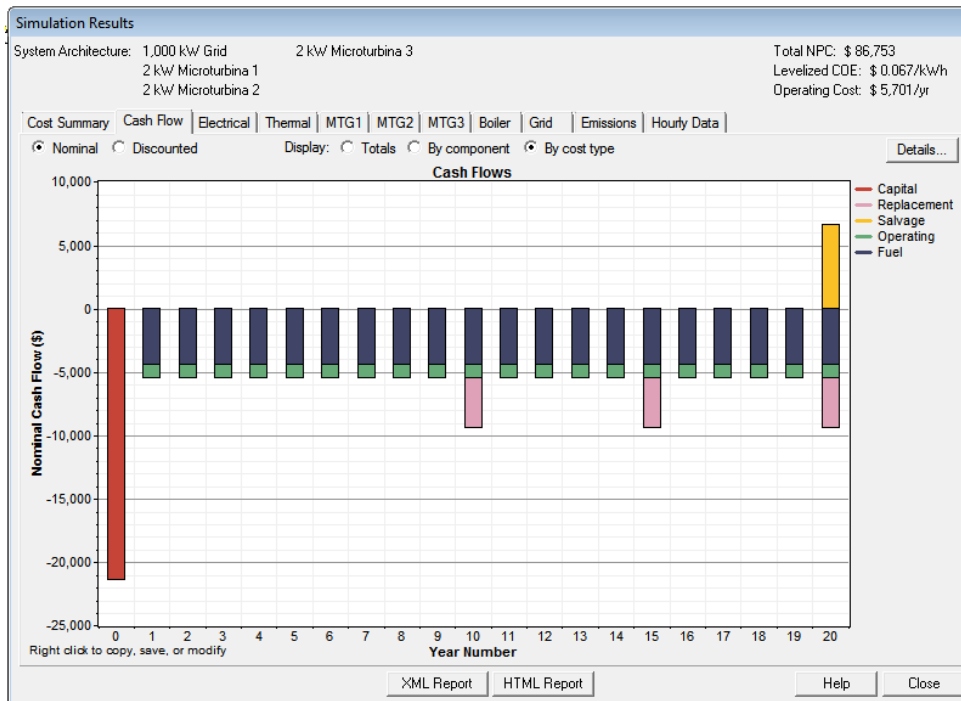 Simulation Results
System Architecture: 1,000 kW Grid 2 kW Microturbina 3
2 kW Microturbina 1
2 kW Microturbina 2
Total NPC: $ 86,753
Levelized COE: $ 0.067/kWh
Operating Cost: $ 5,701/yr
Cost Summary Cash Flow Electrical Thermal MTG1 MTG2 MTG3 Boiler Grid Emissions Hourly Data
Nominal Discounted Display: Totals By component By cost type Details...
Cash Flows
Nominal Cash Flow ($)
10,000
5,000
0
-5,000
-10,000
-15,000
-20,000
-25,000
0 1 2 3 4 5 6 7 8 9 10 11 12 13 14 15 16 17 18 19 20
Year Number
Capital
Replacement
Salvage
Operating
Fuel
Right click to copy, save, or modify
XML Report HTML Report Help Close